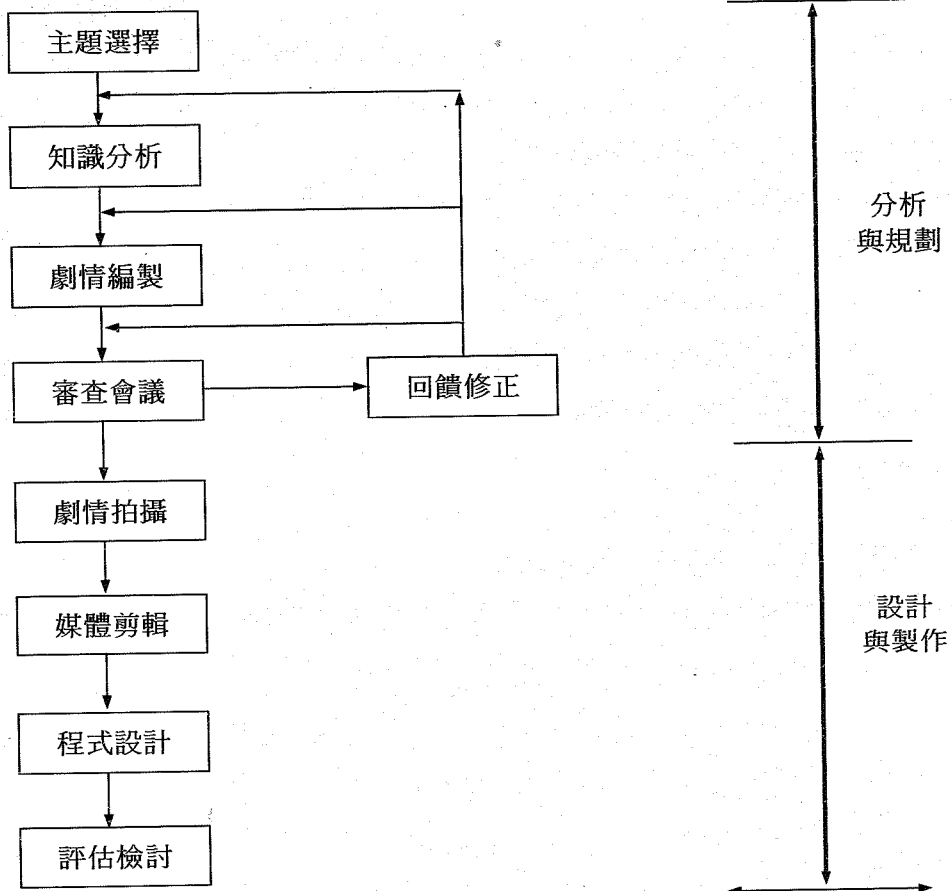 主題選擇
知識分析
劇情編製
審查會議
回饋修正
劇情拍攝
媒體剪輯
程式設計
評估檢討
分析
與規劃
設計
與製作